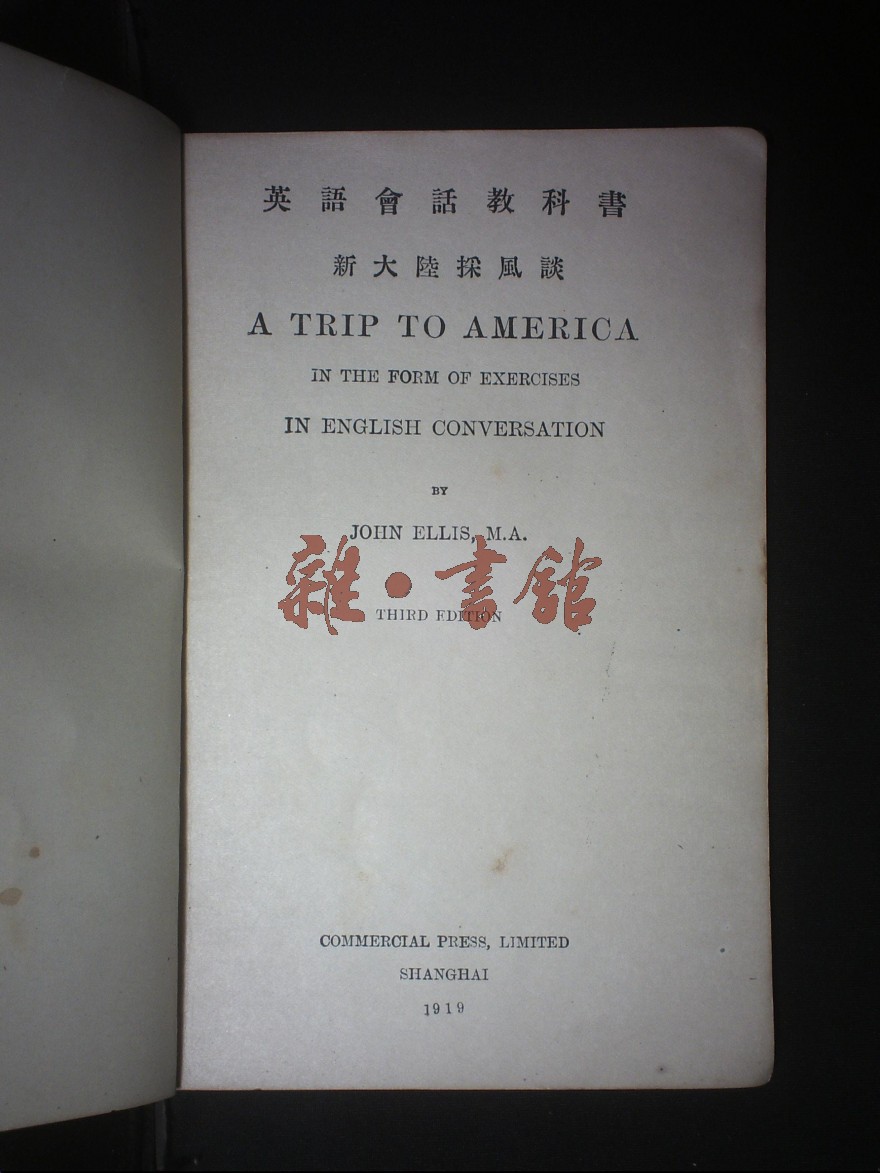 英語會話教科書
新大陸採風談
A TRIP TO AMERICA
IN THE FORM OF EXERCISES
IN ENGLISH CONVERSATION
BY
JOHN ELLIS, M.A.
雜·書館
THIRD EDITION
COMMERCIAL PRESS, LIMITED
SHANGHAI
1919